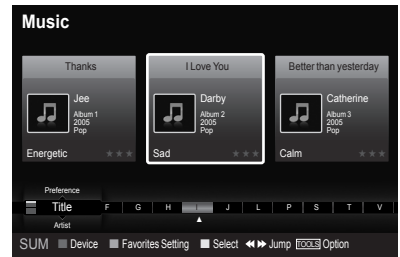 Music
Thanks
Jee
Album 1
2005
Pop
Energetic ★★★
I Love You
Darby
Album 2
2005
Pop
Sad ★★★
Better than yesterday
Catherine
Album 3
2005
Pop
Calm ★★★
Preference
Title F G H I J L P S T V
Artist
SUM Device Favorites Setting Select ◀◀ ▶▶ Jump TOOLS Option